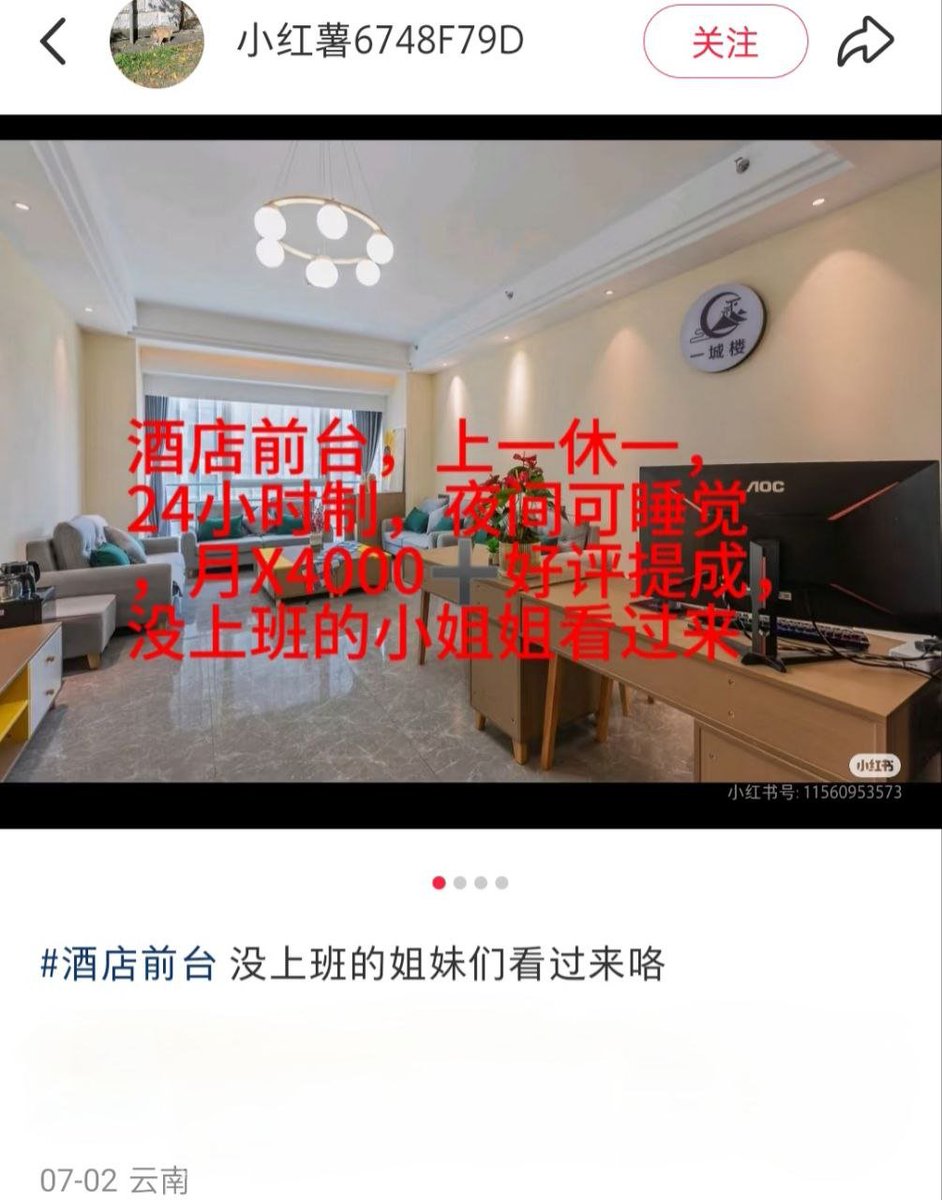 小红薯6748F79D
关注
一城楼
AOC
酒店前台，上一休一，
24小时制，夜间可睡觉
，月X4000➕好评提成，
没上班的小姐姐看过来
小红书
小红书号: 11560953573
#酒店前台 没上班的姐妹们看过来咯
07-02 云南